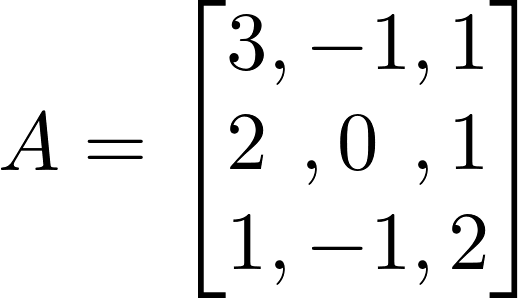 A = [3, −1, 1
2, 0, 1
1, −1, 2]